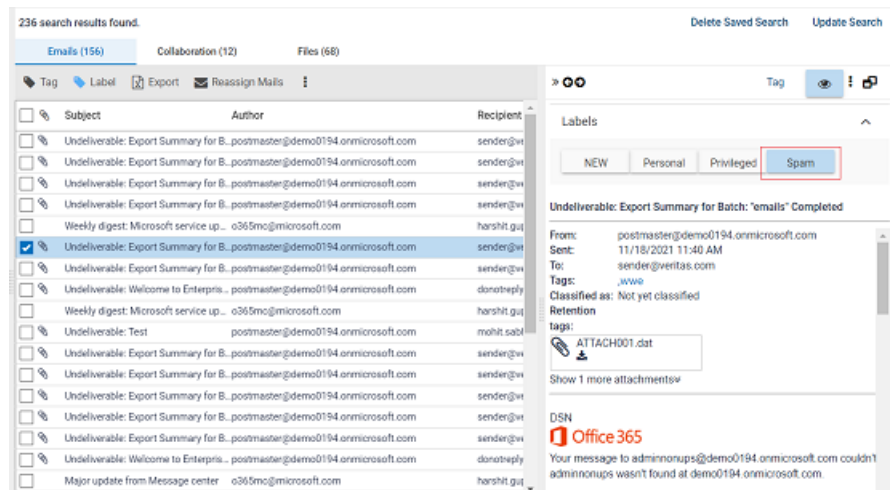 236 search results found.
Delete Saved Search Update Search
Emails (156) Collaboration (12) Files (68)
Tag Label Export Reassign Mails
Subject Author Recipient
Undeliverable: Export Summary for B... postmaster@demo0194.onmicrosoft.com sender@ve
Undeliverable: Export Summary for B... postmaster@demo0194.onmicrosoft.com sender@ve
Undeliverable: Export Summary for B... postmaster@demo0194.onmicrosoft.com sender@ve
Undeliverable: Export Summary for B... postmaster@demo0194.onmicrosoft.com sender@ve
Weekly digest: Microsoft service up... o365mc@microsoft.com harshit.gup
Undeliverable: Export Summary for B... postmaster@demo0194.onmicrosoft.com sender@ve
Undeliverable: Export Summary for B... postmaster@demo0194.onmicrosoft.com sender@ve
Undeliverable: Welcome to Enterpris... postmaster@demo0194.onmicrosoft.com donotreply
Weekly digest: Microsoft service up... o365mc@microsoft.com harshit.gup
Undeliverable: Test postmaster@demo0194.onmicrosoft.com mohit.sabl
Undeliverable: Export Summary for B... postmaster@demo0194.onmicrosoft.com sender@ve
Undeliverable: Export Summary for B... postmaster@demo0194.onmicrosoft.com sender@ve
Undeliverable: Export Summary for B... postmaster@demo0194.onmicrosoft.com sender@ve
Undeliverable: Export Summary for B... postmaster@demo0194.onmicrosoft.com sender@ve
Undeliverable: Export Summary for B... postmaster@demo0194.onmicrosoft.com sender@ve
Undeliverable: Welcome to Enterpris... postmaster@demo0194.onmicrosoft.com donotreply
Major update from Message center o365mc@microsoft.com harshit.gup
Tag
Labels
NEW Personal Privileged Spam
Undeliverable: Export Summary for Batch: "emails" Completed
From: postmaster@demo0194.onmicrosoft.com
Sent: 11/18/2021 11:40 AM
To: sender@veritas.com
Tags: ,wwe
Classified as: Not yet classified
Retention
tags:
ATTACH001.dat
Show 1 more attachments
DSN
Office 365
Your message to adminnonups@demo0194.onmicrosoft.com couldn't
adminnonups wasn't found at demo0194.onmicrosoft.com.